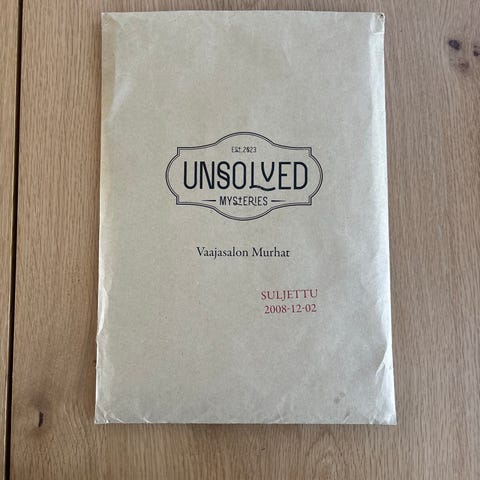 Est. 2023
UNSOLVED
MYStERIES
Vaajasalon Murhat
SULJETTU
2008-12-02